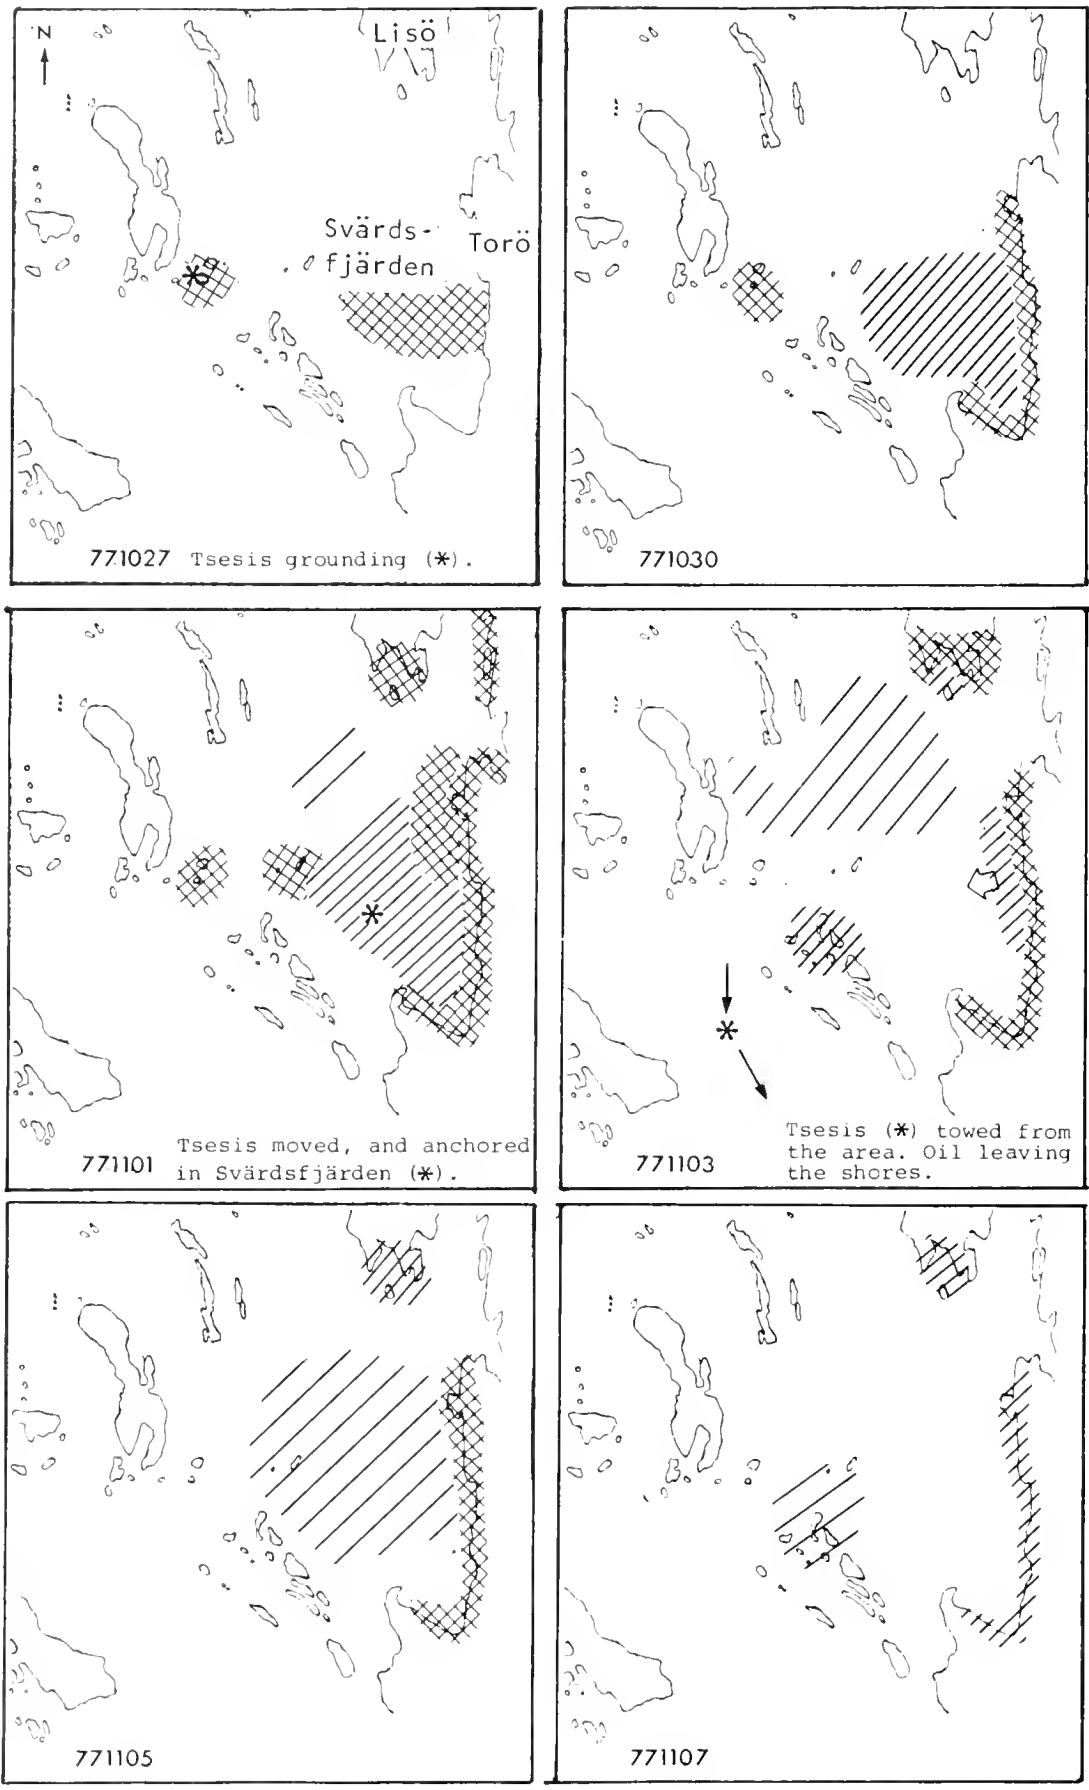 N
Lisö
Svärds-
fjärden
Torö
771027 Tsesis grounding (*).
771030
Tsesis moved, and anchored
771101 in Svärdsfjärden (*).
Tsesis (*) towed from
the area. Oil leaving
771103 the shores.
771105
771107